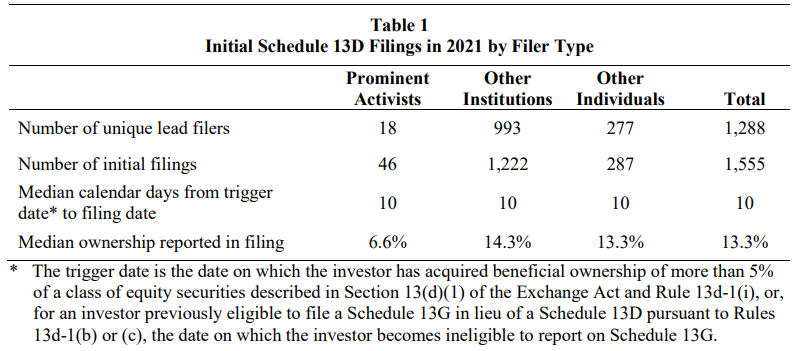 Table 1
Initial Schedule 13D Filings in 2021 by Filer Type
Prominent Activists Other Institutions Other Individuals Total
Number of unique lead filers 18 993 277 1,288
Number of initial filings 46 1,222 287 1,555
Median calendar days from trigger
date* to filing date 10 10 10 10
Median ownership reported in filing 6.6% 14.3% 13.3% 13.3%
* The trigger date is the date on which the investor has acquired beneficial ownership of more than 5%
of a class of equity securities described in Section 13(d)(1) of the Exchange Act and Rule 13d-1(i), or,
for an investor previously eligible to file a Schedule 13G in lieu of a Schedule 13D pursuant to Rules
13d-1(b) or (c), the date on which the investor becomes ineligible to report on Schedule 13G.